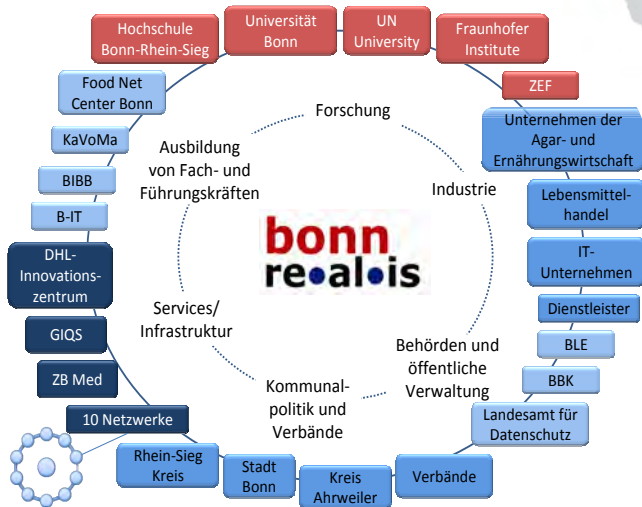 Hochschule
Bonn-Rhein-Sieg
Universität
Bonn
UN
University
Fraunhofer
Institute
ZEF
Unternehmen der
Agar- und
Ernährungswirtschaft
Lebensmittel-
handel
IT-
Unternehmen
Dienstleister
BLE
BBK
Landesamt für
Datenschutz
Verbände
Kreis
Ahrweiler
Stadt
Bonn
Rhein-Sieg
Kreis
10 Netzwerke
ZB Med
GIQS
DHL-
Innovations-
zentrum
B-IT
BIBB
KaVoMa
Food Net
Center Bonn
Forschung
Industrie
Behörden und
öffentliche
Verwaltung
Kommunal-
politik und
Verbände
Services/
Infrastruktur
Ausbildung
von Fach- und
Führungskräften
bonn
re•al•is